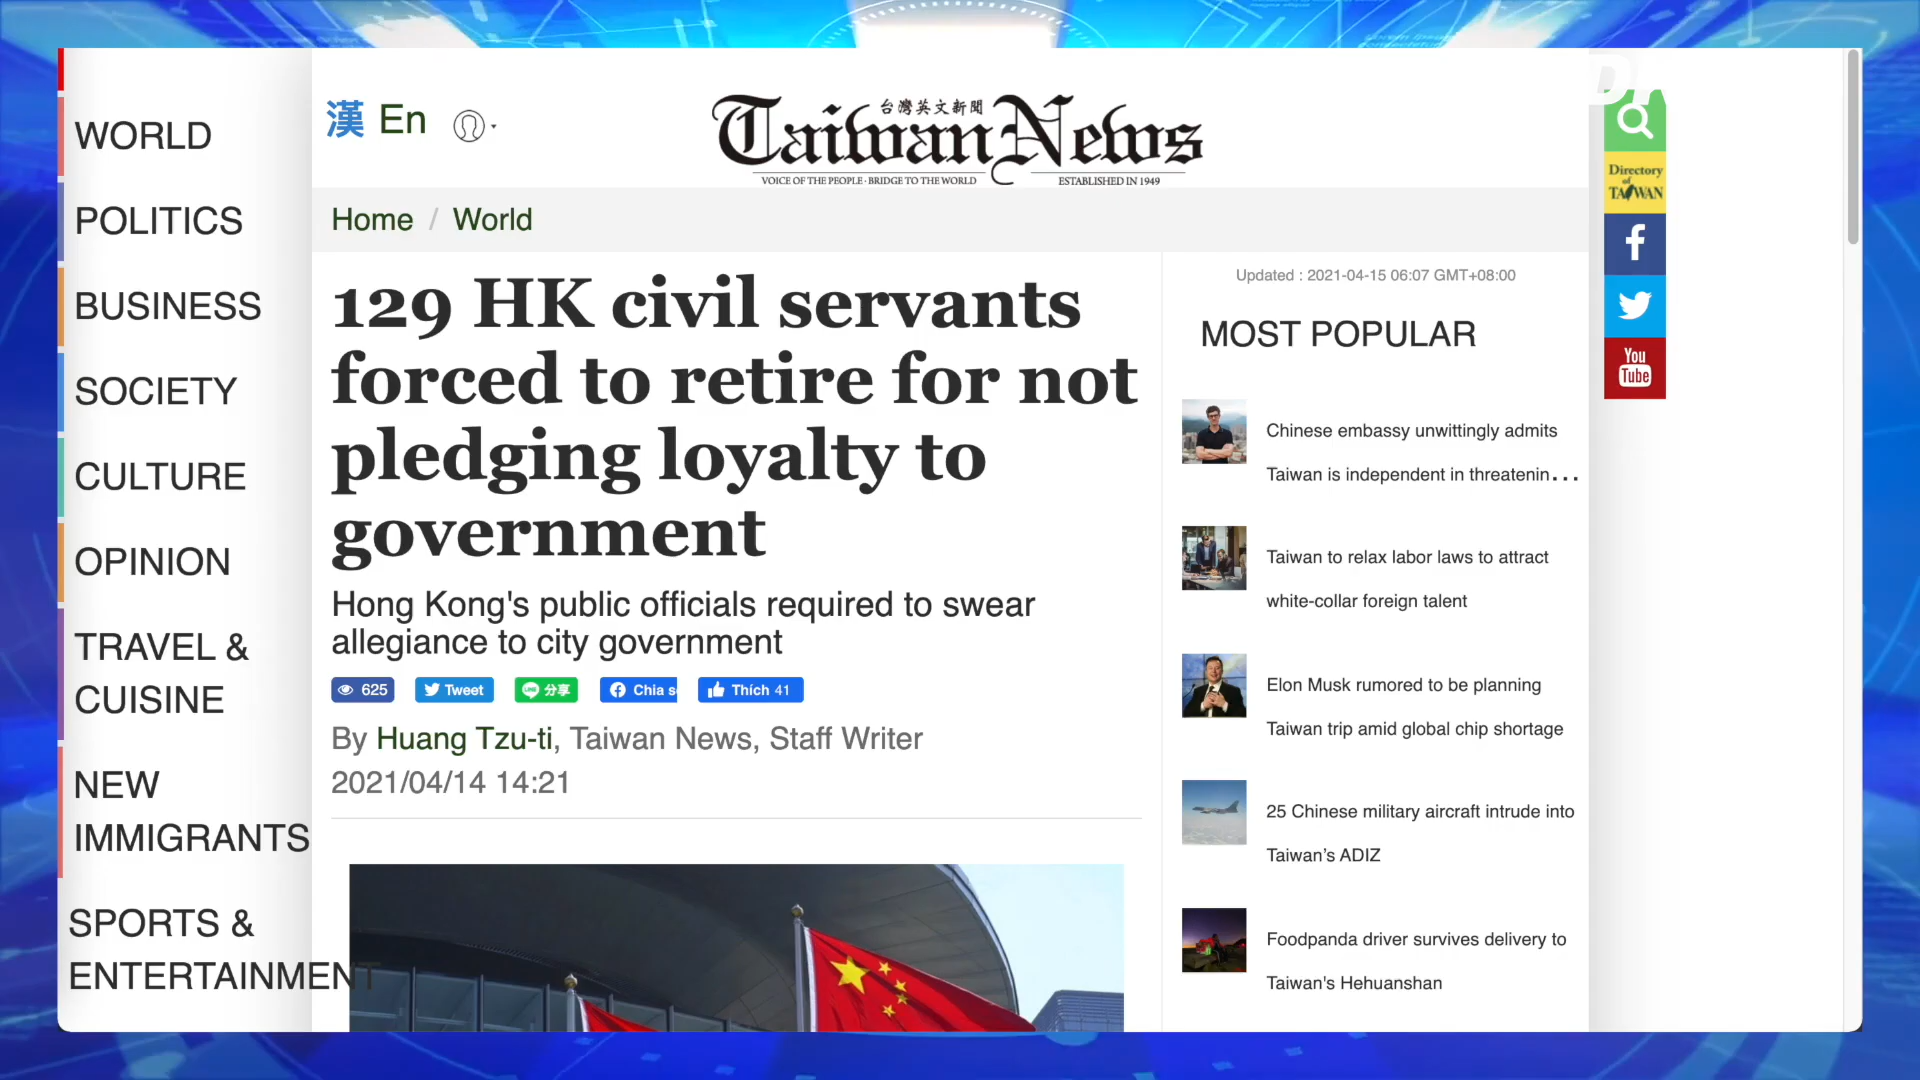 WORLD
POLITICS
BUSINESS
SOCIETY
CULTURE
OPINION
TRAVEL &
CUISINE
NEW
IMMIGRANTS
SPORTS &
ENTERTAINMENT
漢 En
台灣英文新聞
Taiwan News
VOICE OF THE PEOPLE · BRIDGE TO THE WORLD ESTABLISHED IN 1949
Home / World
129 HK civil servants
forced to retire for not
pledging loyalty to
government
Hong Kong's public officials required to swear
allegiance to city government
625 Tweet LINE 分享 Chia s Thích 41
By Huang Tzu-ti, Taiwan News, Staff Writer
2021/04/14 14:21
Updated : 2021-04-15 06:07 GMT+08:00
MOST POPULAR
Chinese embassy unwittingly admits
Taiwan is independent in threatenin...
Taiwan to relax labor laws to attract
white-collar foreign talent
Elon Musk rumored to be planning
Taiwan trip amid global chip shortage
25 Chinese military aircraft intrude into
Taiwan’s ADIZ
Foodpanda driver survives delivery to
Taiwan's Hehuanshan
Directory
of
TAIWAN
You
Tube